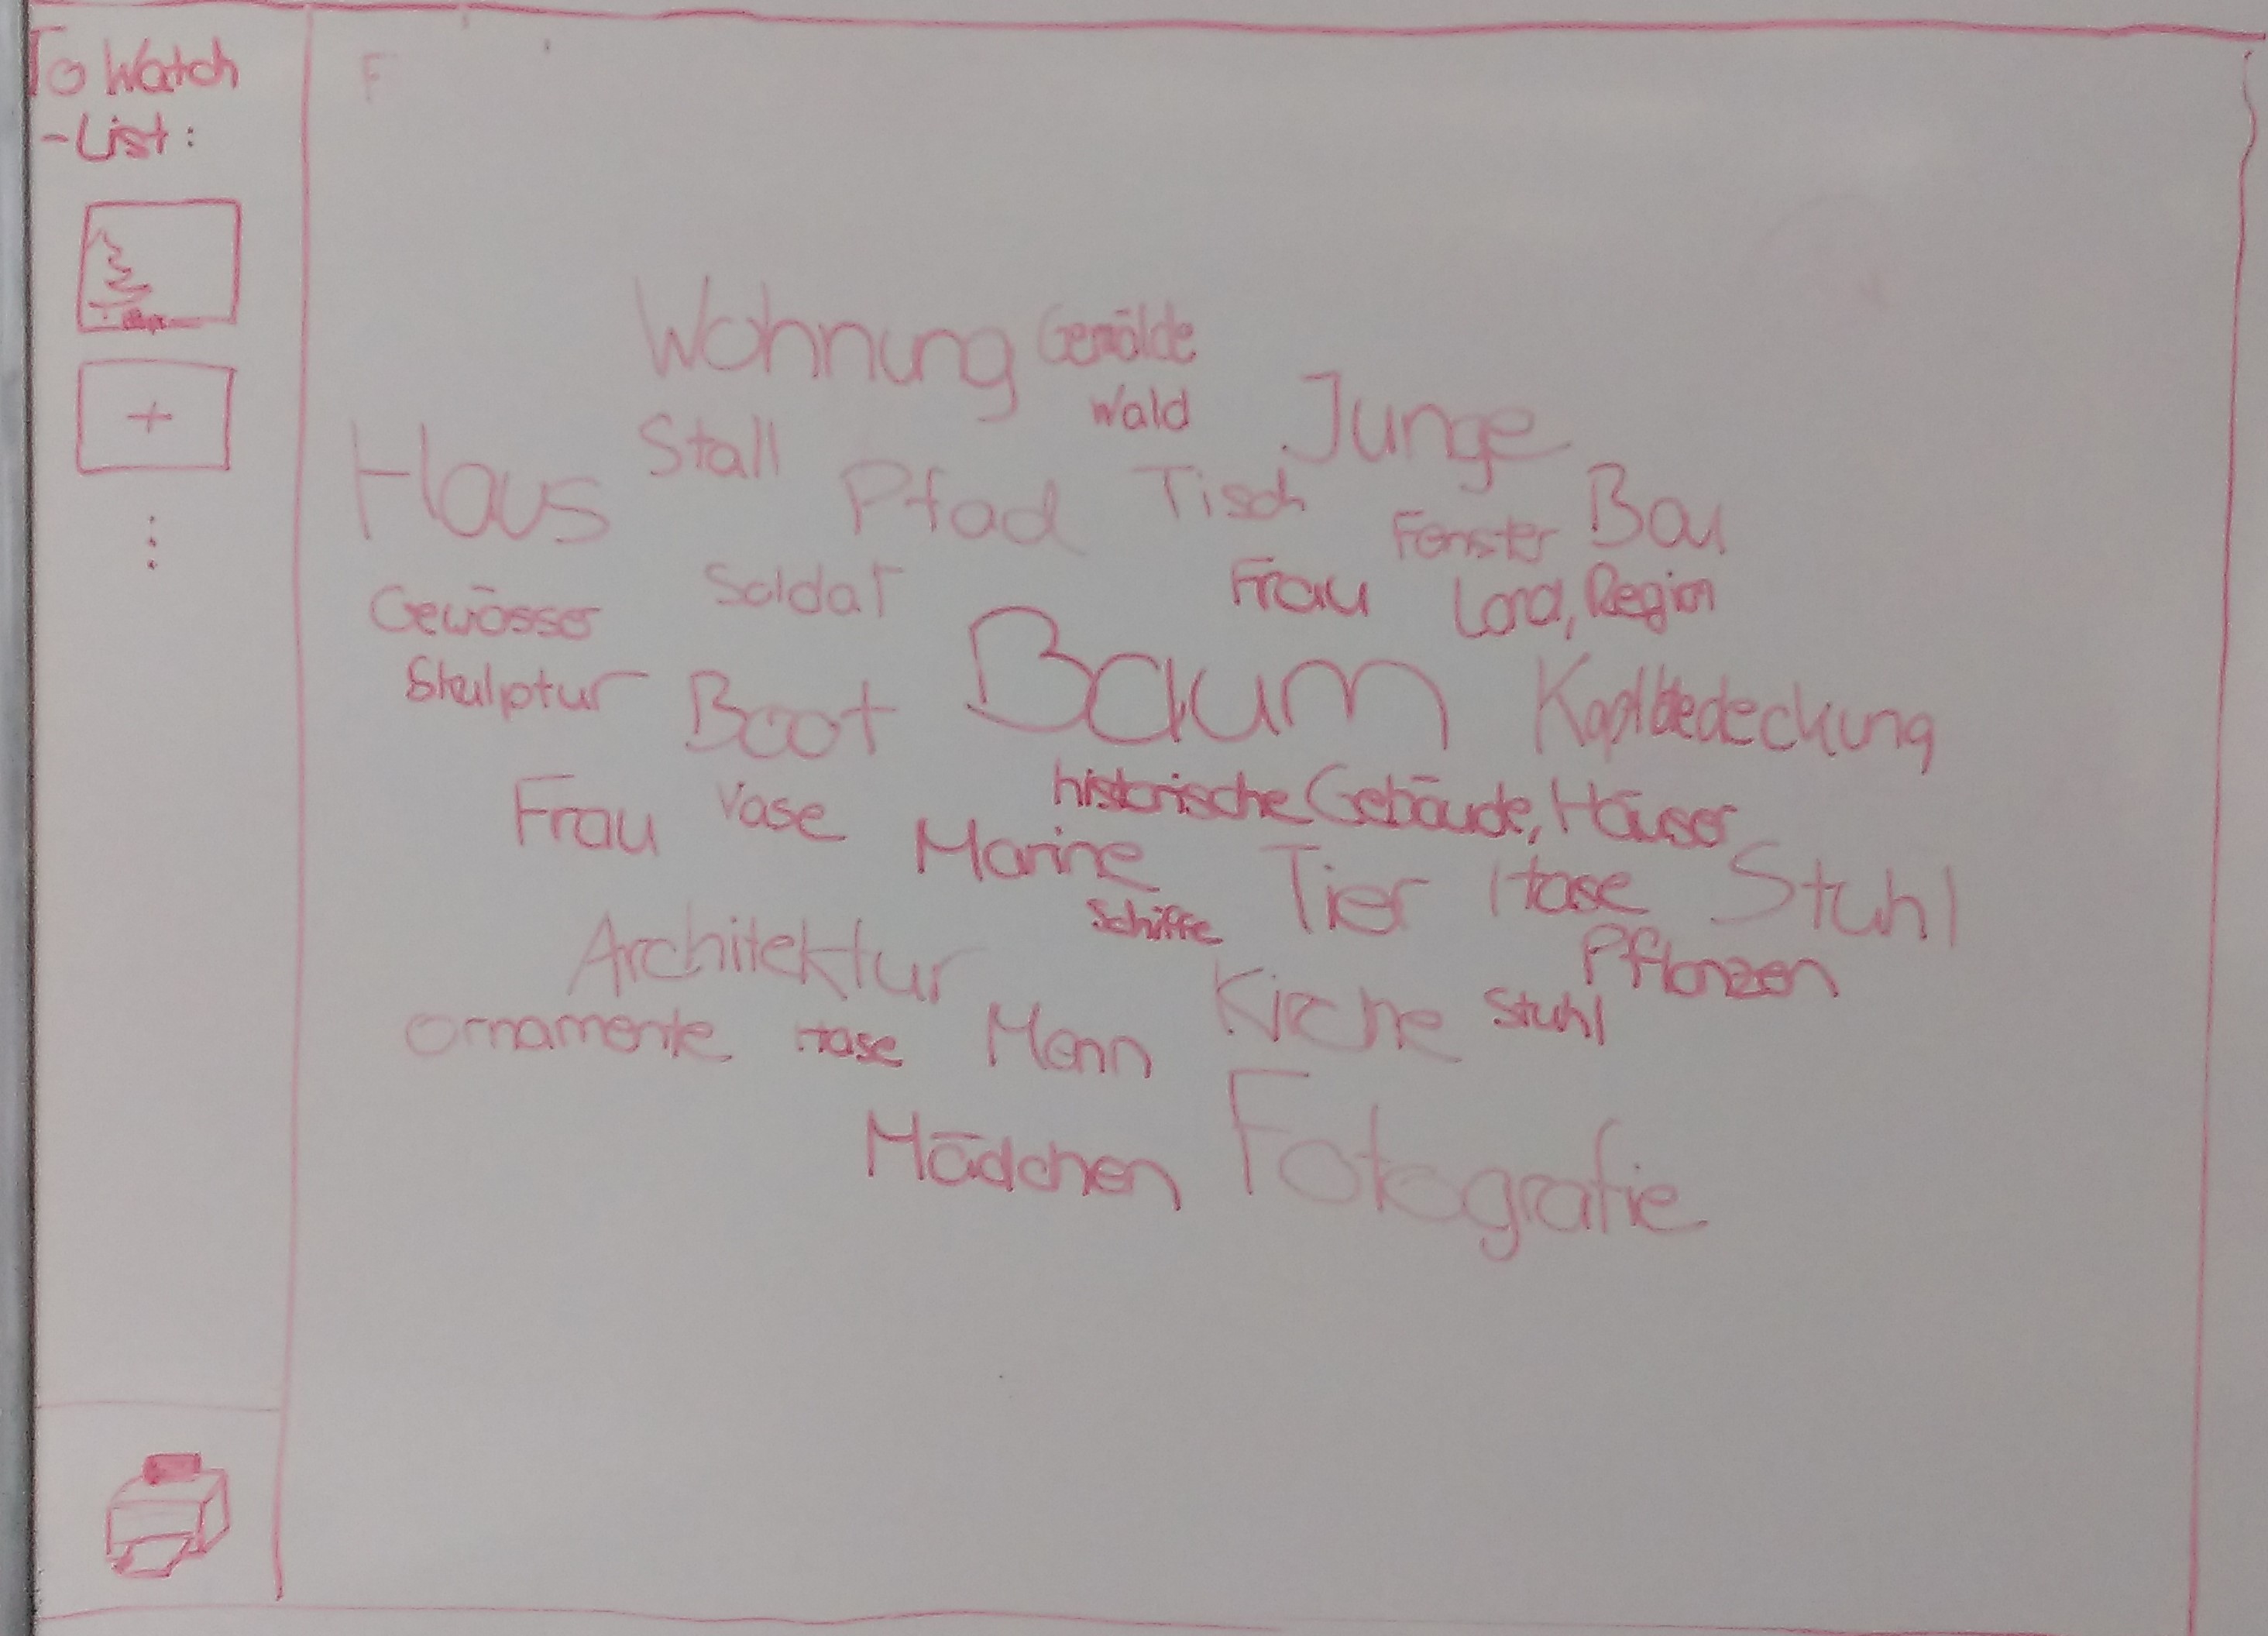 To Watch
-List:
F
+
Wohnung Gemälde
Wald Junge
Haus Stall Pfad Tisch Fenster Bau
Gewässer Soldat Frau Land, Region
Skulptur Boot Baum Kopfbedeckung
Frau Vase historische Gebäude, Häuser
Marine Tier Hase Stuhl
Architektur Schiffe Pflanzen
Ornamente Hase Mann Kirche Stuhl
Mädchen Fotografie